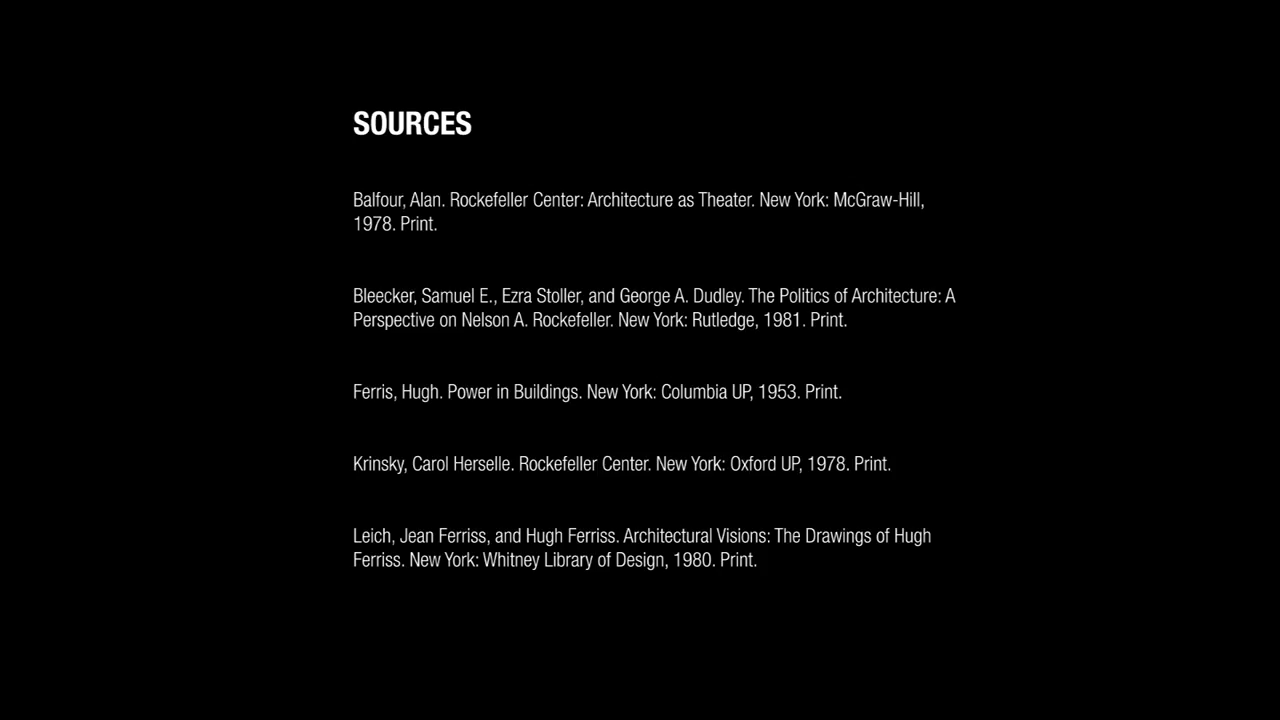 SOURCES
Balfour, Alan. Rockefeller Center: Architecture as Theater. New York: McGraw-Hill,
1978. Print.
Bleecker, Samuel E., Ezra Stoller, and George A. Dudley. The Politics of Architecture: A
Perspective on Nelson A. Rockefeller. New York: Rutledge, 1981. Print.
Ferris, Hugh. Power in Buildings. New York: Columbia UP, 1953. Print.
Krinsky, Carol Herselle. Rockefeller Center. New York: Oxford UP, 1978. Print.
Leich, Jean Ferriss, and Hugh Ferriss. Architectural Visions: The Drawings of Hugh
Ferriss. New York: Whitney Library of Design, 1980. Print.